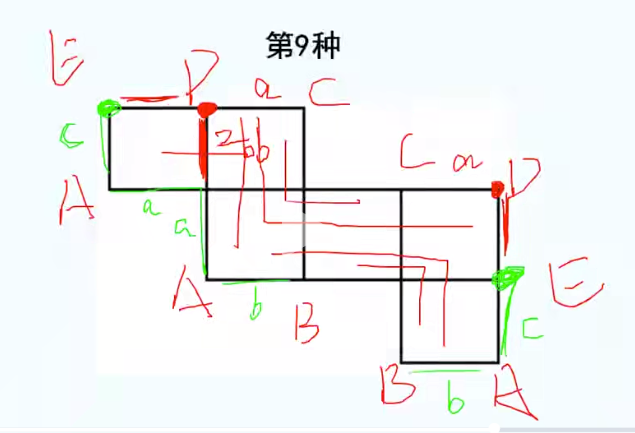 第9种
E P a C
c 2 b b
C a D
A a a
A b B E
c
B b A